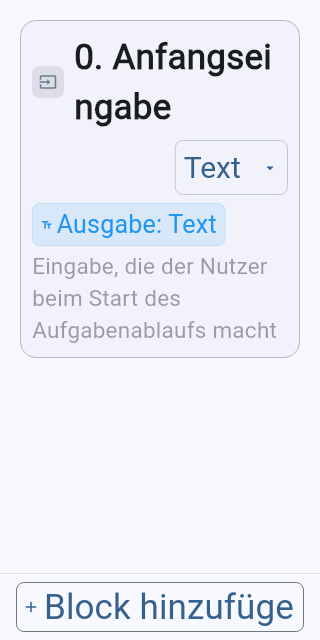 0. Anfangsei
ngabe
Text
Ausgabe: Text
Eingabe, die der Nutzer
beim Start des
Aufgabenablaufs macht
+ Block hinzufüge